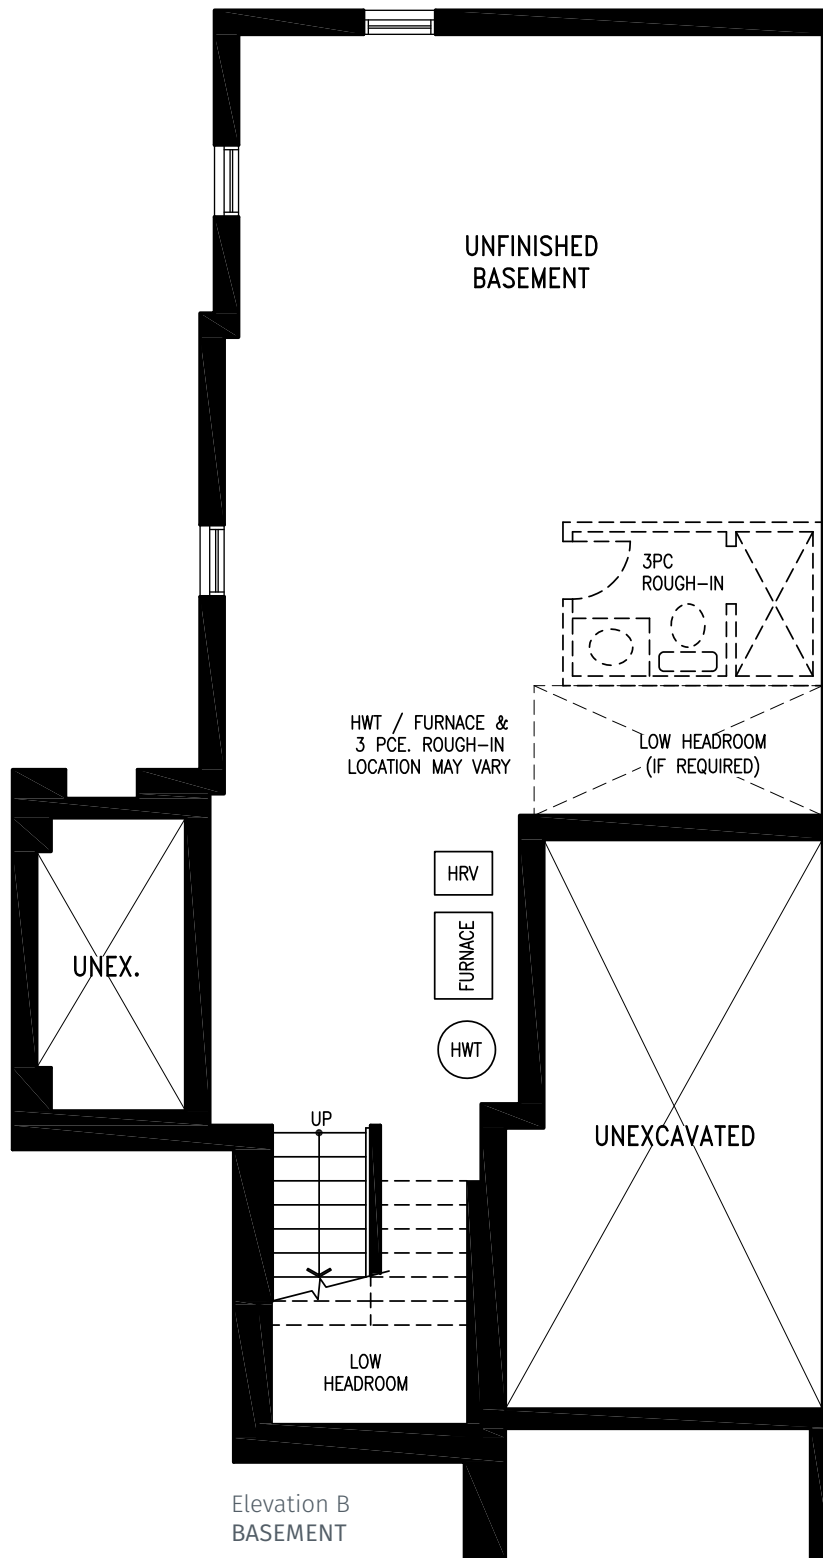 UNFINISHED
BASEMENT
3PC
ROUGH-IN
HWT / FURNACE &
3 PCE. ROUGH-IN
LOCATION MAY VARY
LOW HEADROOM
(IF REQUIRED)
HRV
FURNACE
UNEX.
HWT
UP
UNEXCAVATED
LOW
HEADROOM
Elevation B
BASEMENT